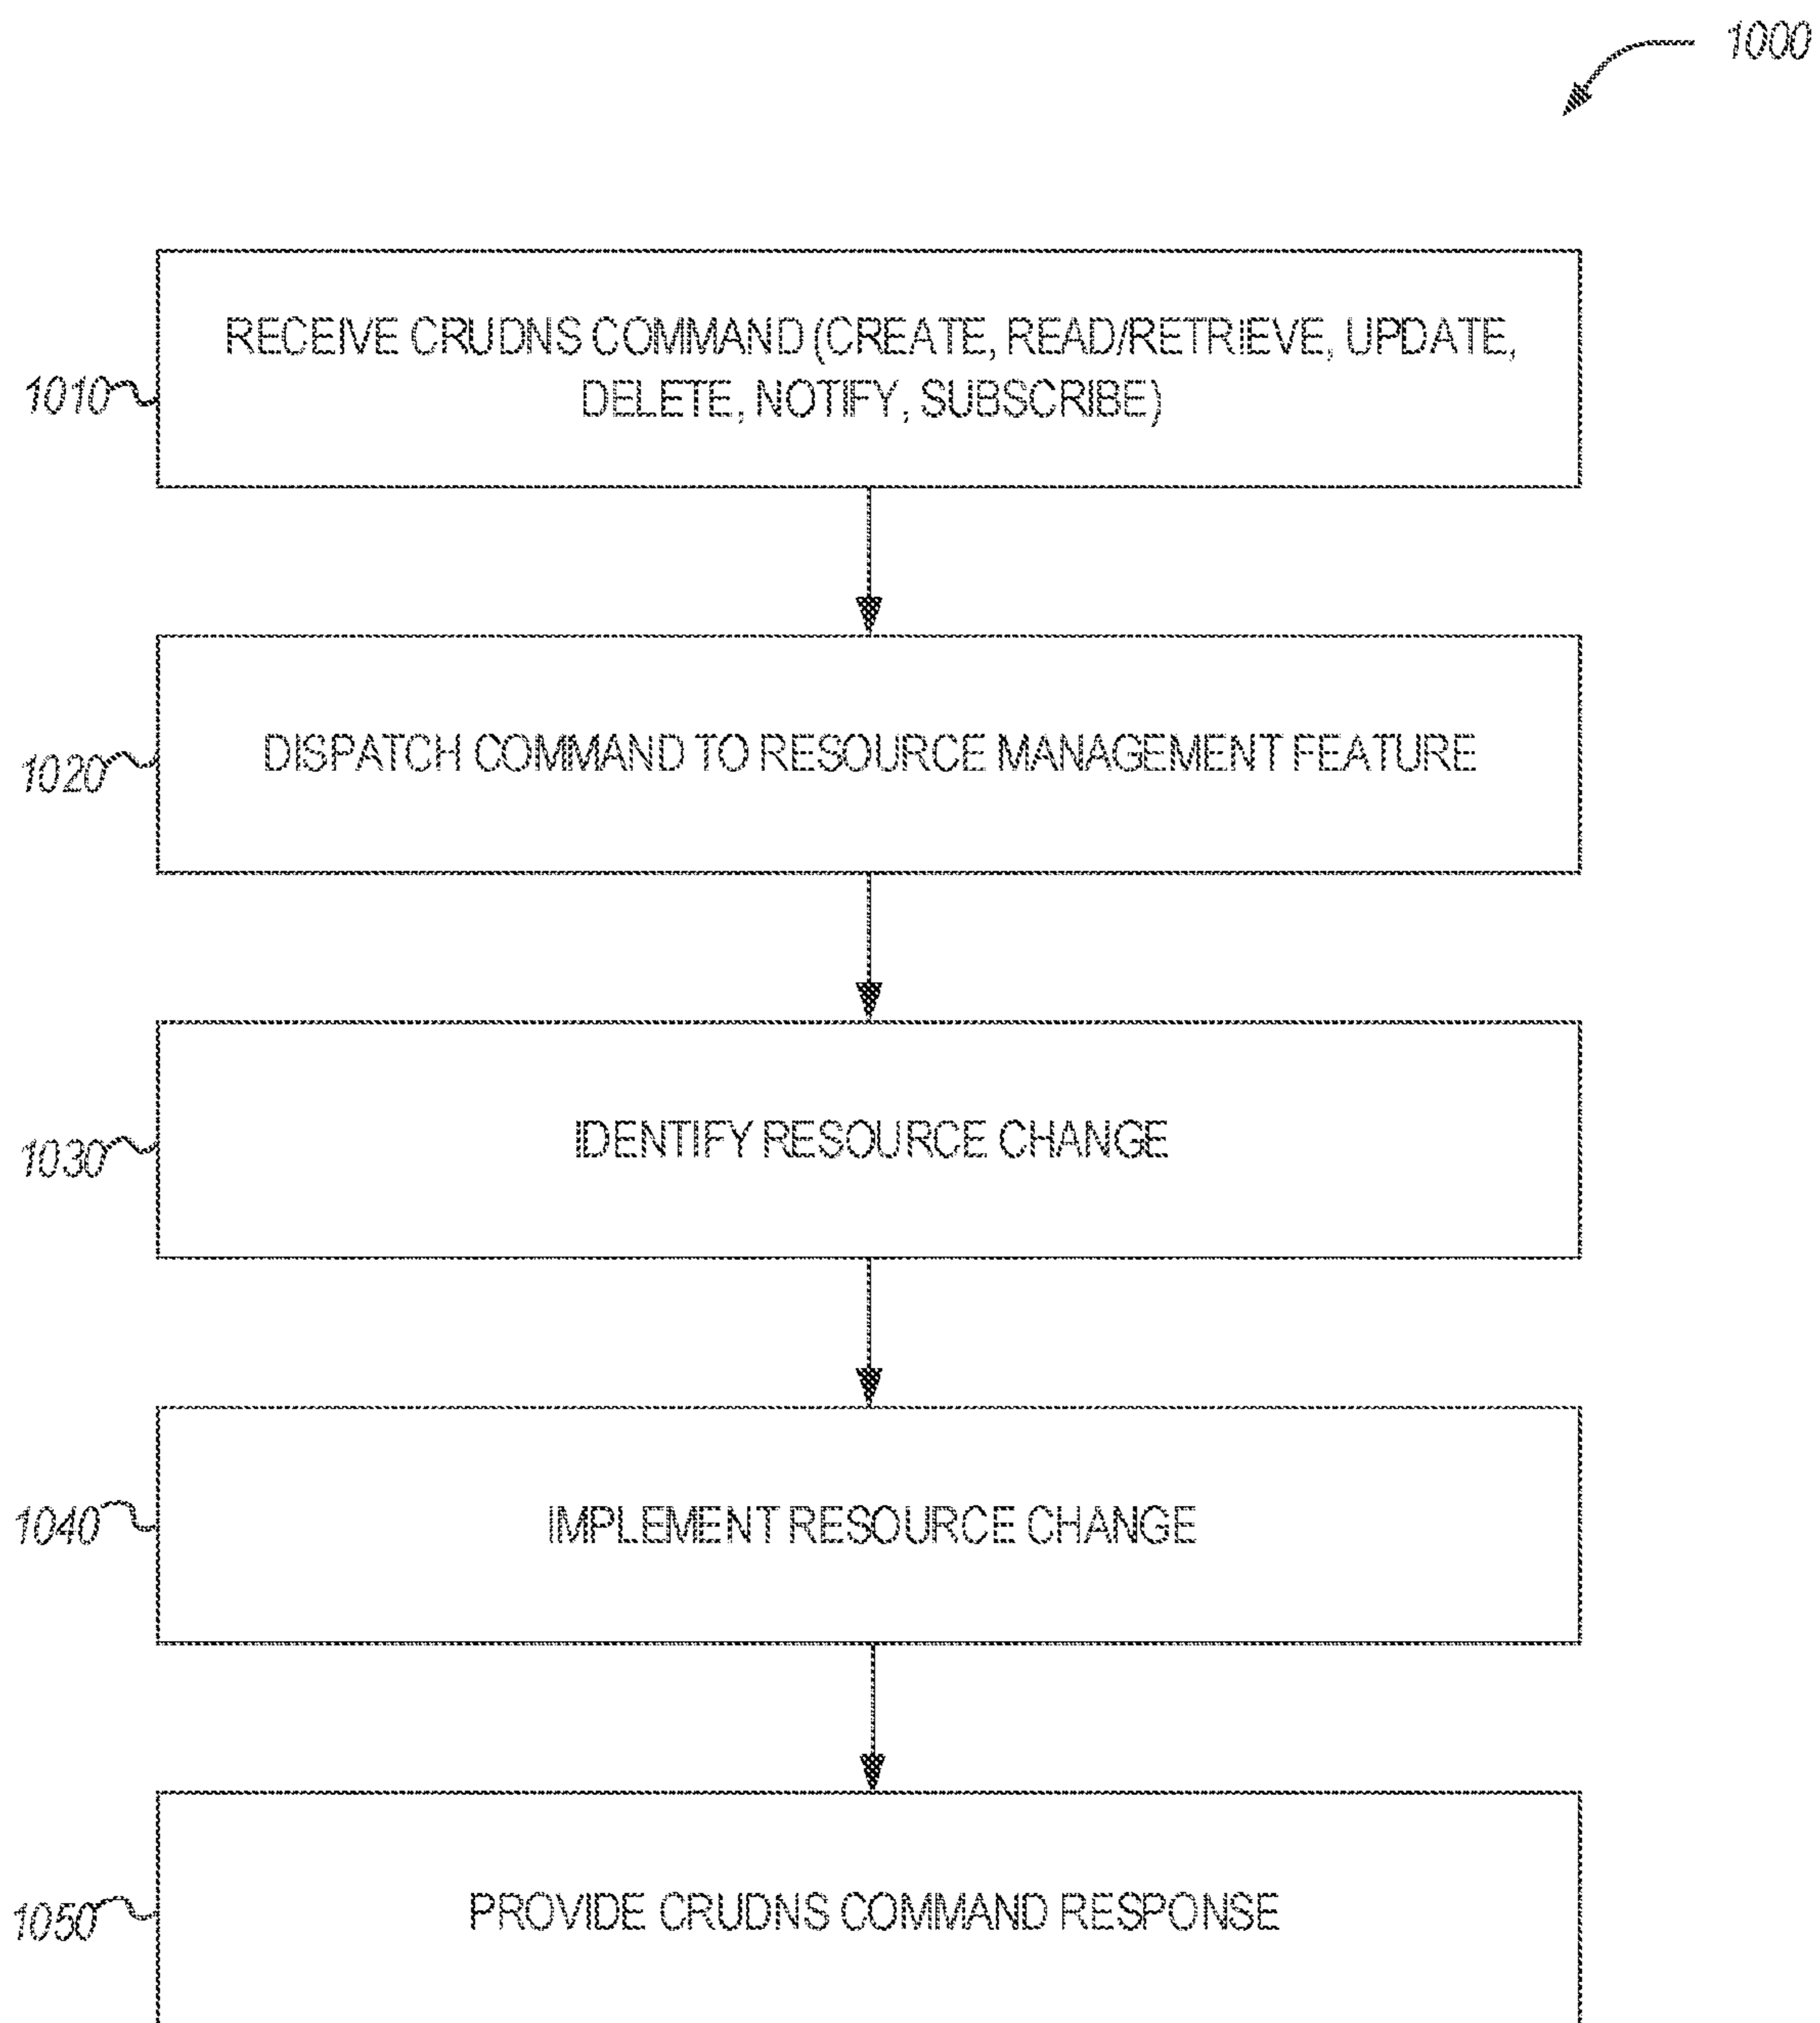 1000
RECEIVE CRUDNS COMMAND (CREATE, READ/RETRIEVE, UPDATE,
DELETE, NOTIFY, SUBSCRIBE)
1010
DISPATCH COMMAND TO RESOURCE MANAGEMENT FEATURE
1020
IDENTIFY RESOURCE CHANGE
1030
IMPLEMENT RESOURCE CHANGE
1040
PROVIDE CRUDNS COMMAND RESPONSE
1050